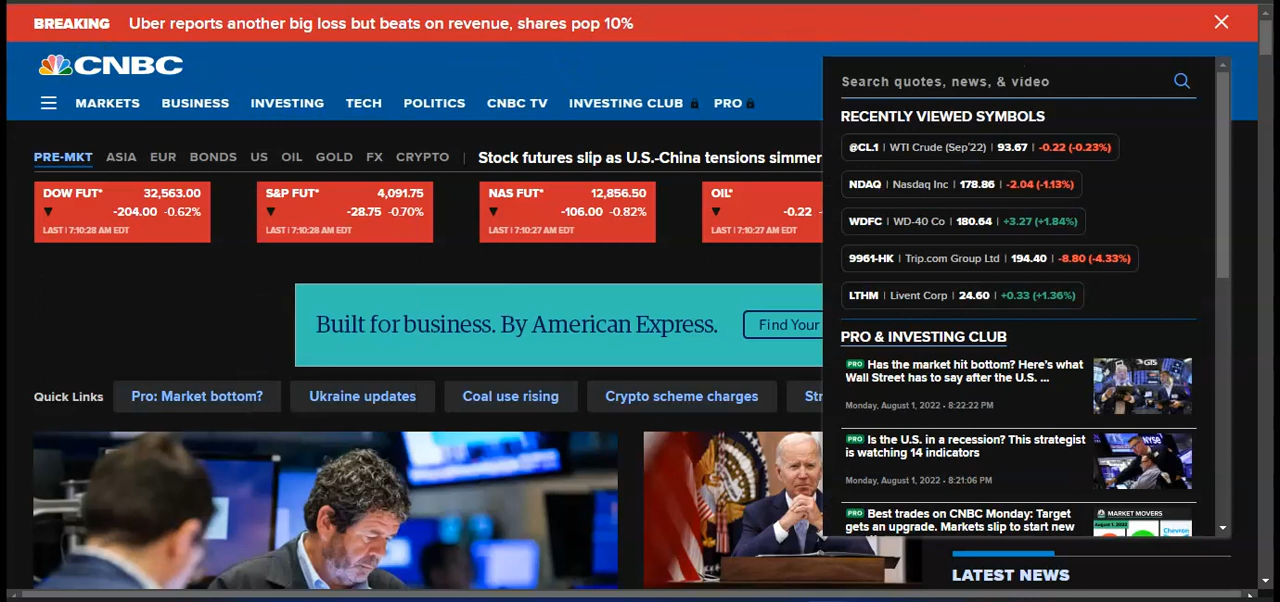 BREAKING Uber reports another big loss but beats on revenue, shares pop 10%
CNBC
MARKETS BUSINESS INVESTING TECH POLITICS CNBC TV INVESTING CLUB PRO
PRE-MKT ASIA EUR BONDS US OIL GOLD FX CRYPTO | Stock futures slip as U.S.-China tensions simmer
DOW FUT* 32,563.00
▼ -204.00 -0.62%
LAST | 7:10:28 AM EDT
S&P FUT* 4,091.75
▼ -28.75 -0.70%
LAST | 7:10:28 AM EDT
NAS FUT* 12,856.50
▼ -106.00 -0.82%
LAST | 7:10:27 AM EDT
OIL*
▼ -0.22 -
LAST | 7:10:27 AM EDT
Built for business. By American Express. Find Your
Quick Links Pro: Market bottom? Ukraine updates Coal use rising Crypto scheme charges
Search quotes, news, & video
RECENTLY VIEWED SYMBOLS
@CL.1 | WTI Crude (Sep'22) | 93.67 | -0.22 (-0.23%)
NDAQ | Nasdaq Inc | 178.86 | -2.04 (-1.13%)
WDFC | WD-40 Co | 180.64 | +3.27 (+1.84%)
9961-HK | Trip.com Group Ltd | 194.40 | -8.80 (-4.33%)
LTHM | Livent Corp | 24.60 | +0.33 (+1.36%)
PRO & INVESTING CLUB
PRO Has the market hit bottom? Here's what
Wall Street has to say after the U.S. ...
Monday, August 1, 2022 • 8:22:22 PM
GTS
PRO Is the U.S. in a recession? This strategist
is watching 14 indicators
Monday, August 1, 2022 • 8:21:06 PM
NYSE
PRO Best trades on CNBC Monday: Target
gets an upgrade. Markets slip to start new
MARKET MOVERS
August 1, 2022
Chevron
LATEST NEWS